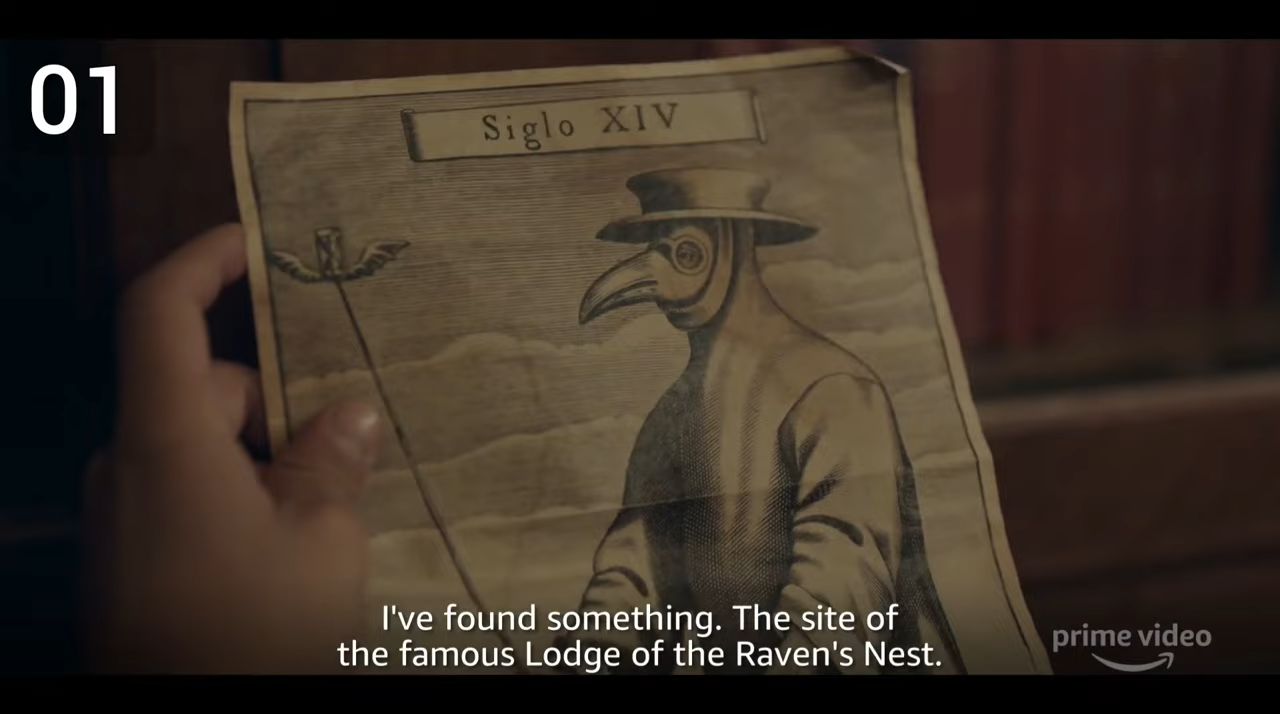 01
Siglo XIV
I've found something. The site of
the famous Lodge of the Raven's Nest.
prime video